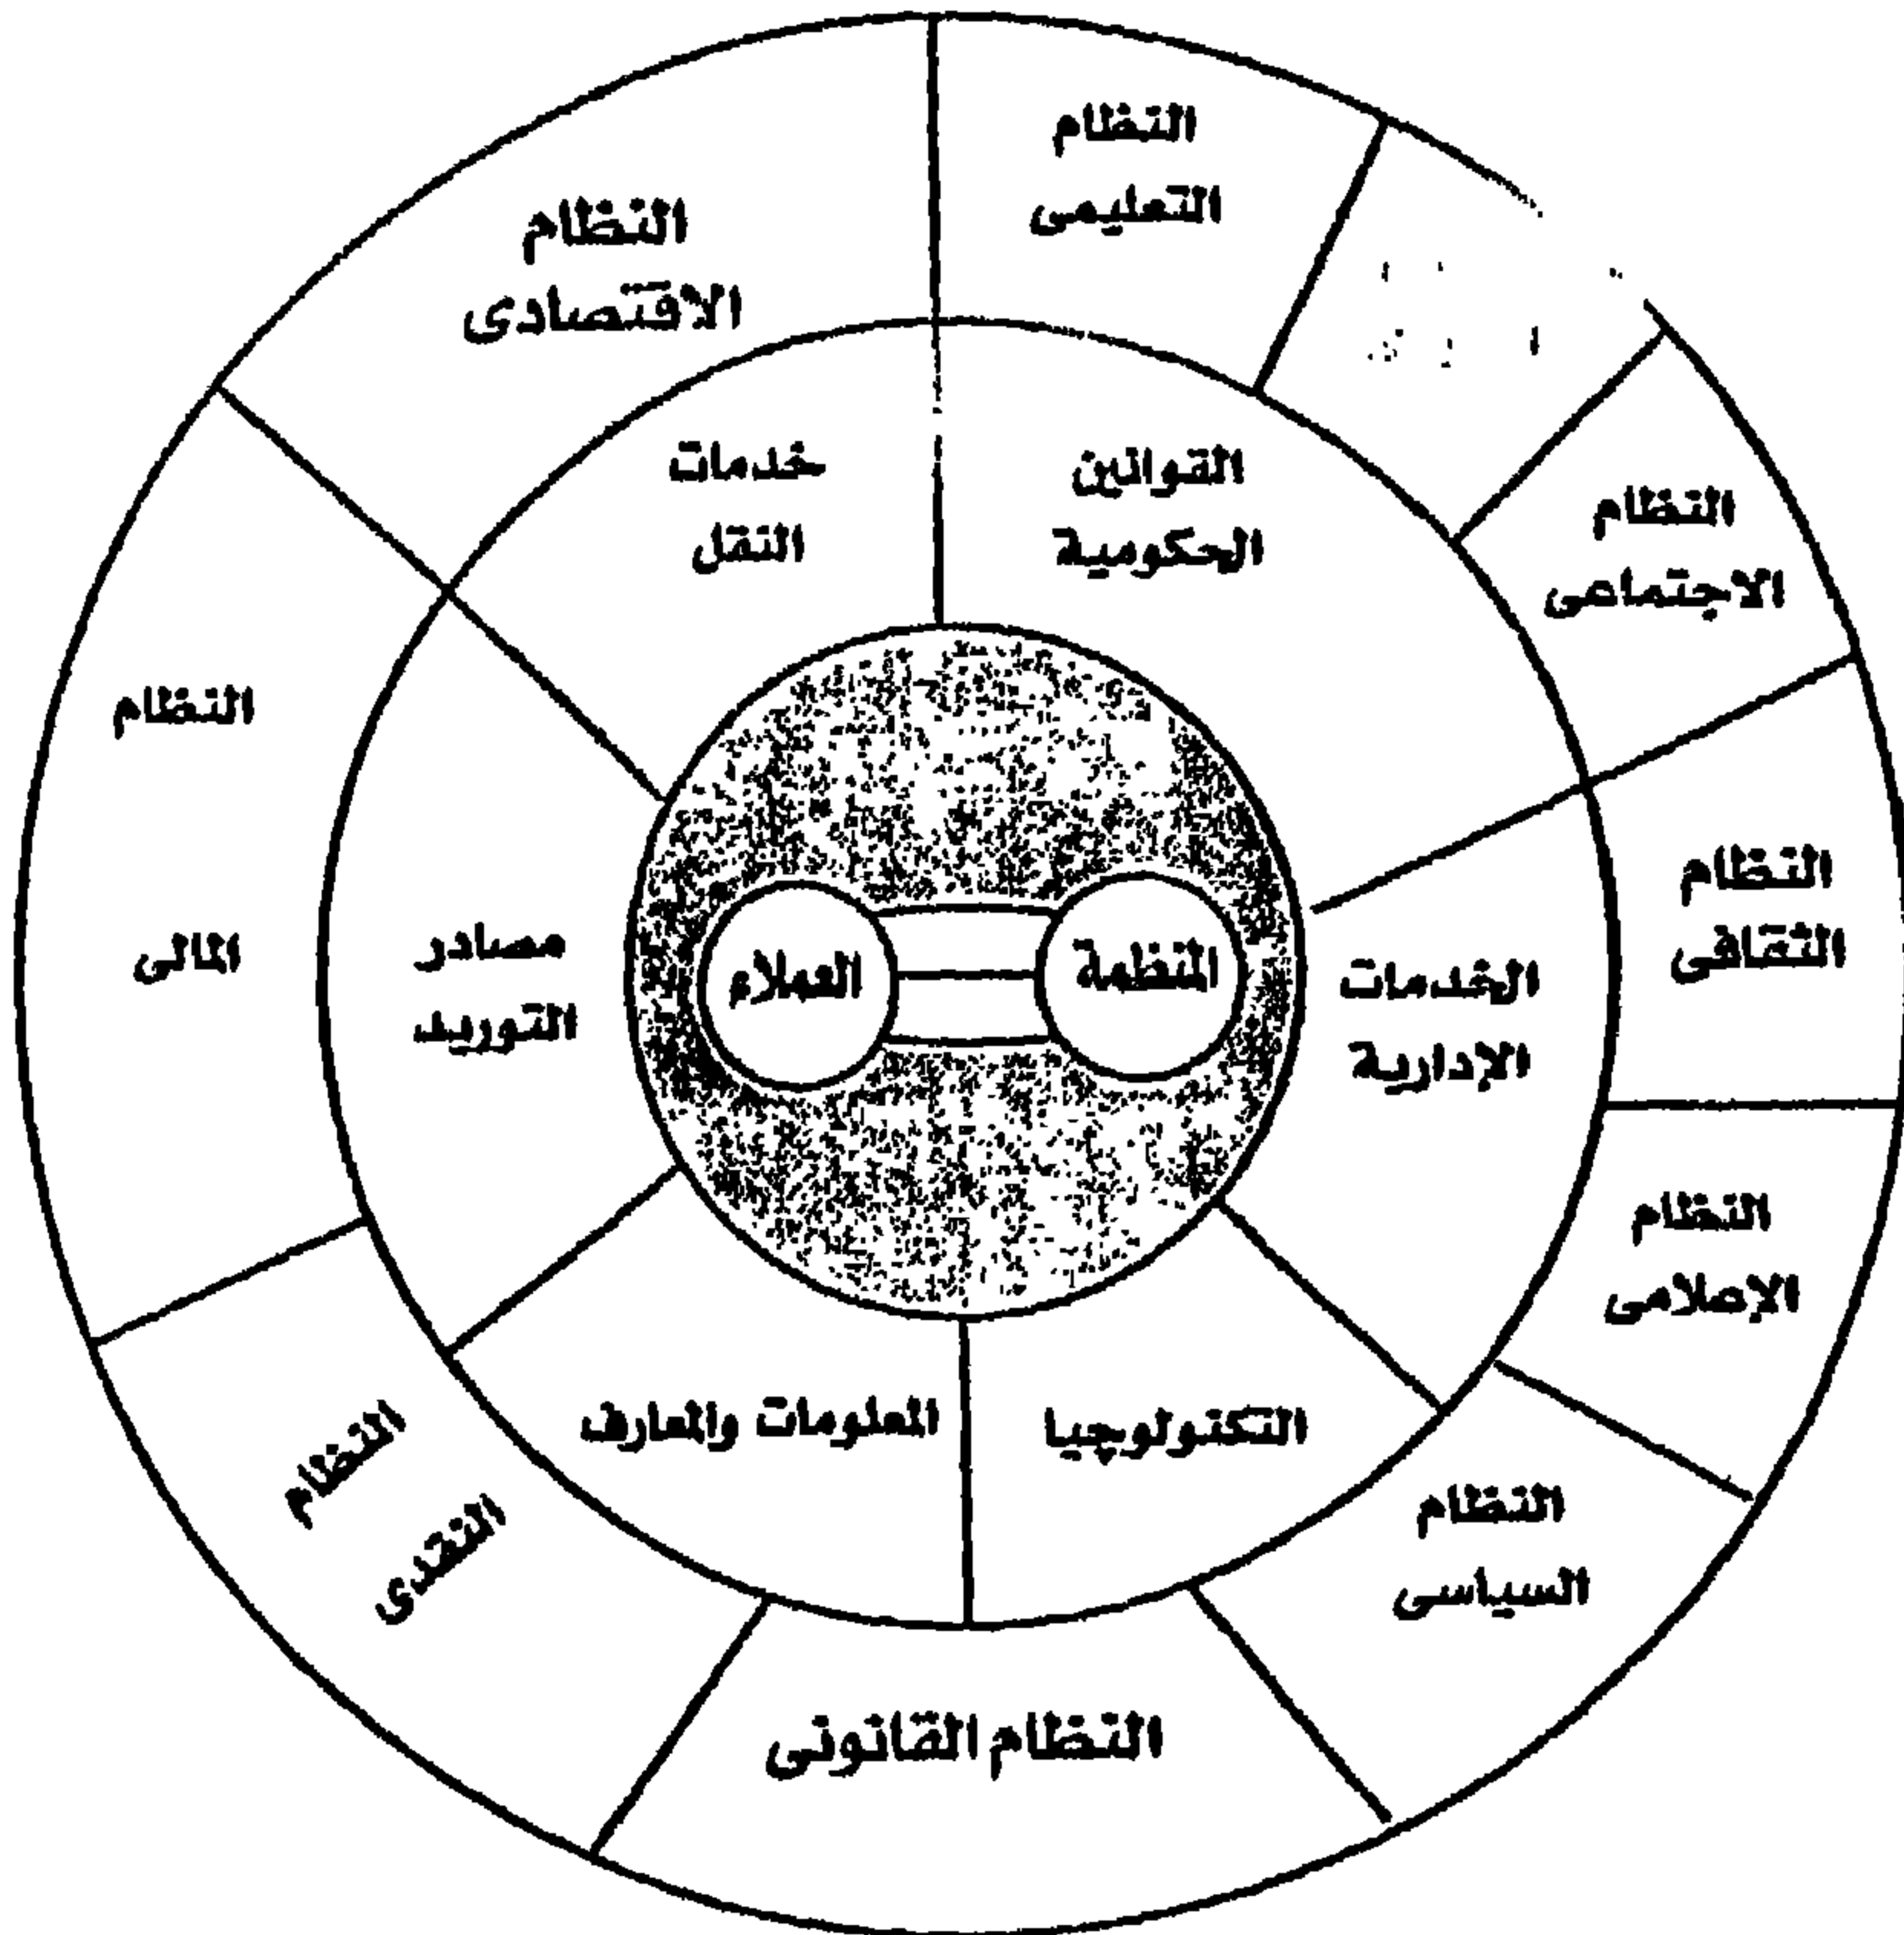 النظام
التعليمى
النظام
الاقتصادى
النظام
الاجتماعى
خدمات
النقل
القوانين
الحكومية
النظام
المالى
النظام
الثقافى
مصادر
التوريد
العملاء
المنظمة
الخدمات
الإدارية
النظام
الإعلامى
المعلومات والمعارف
التكنولوجيا
النظام
النقدى
النظام
السياسى
النظام القانونى